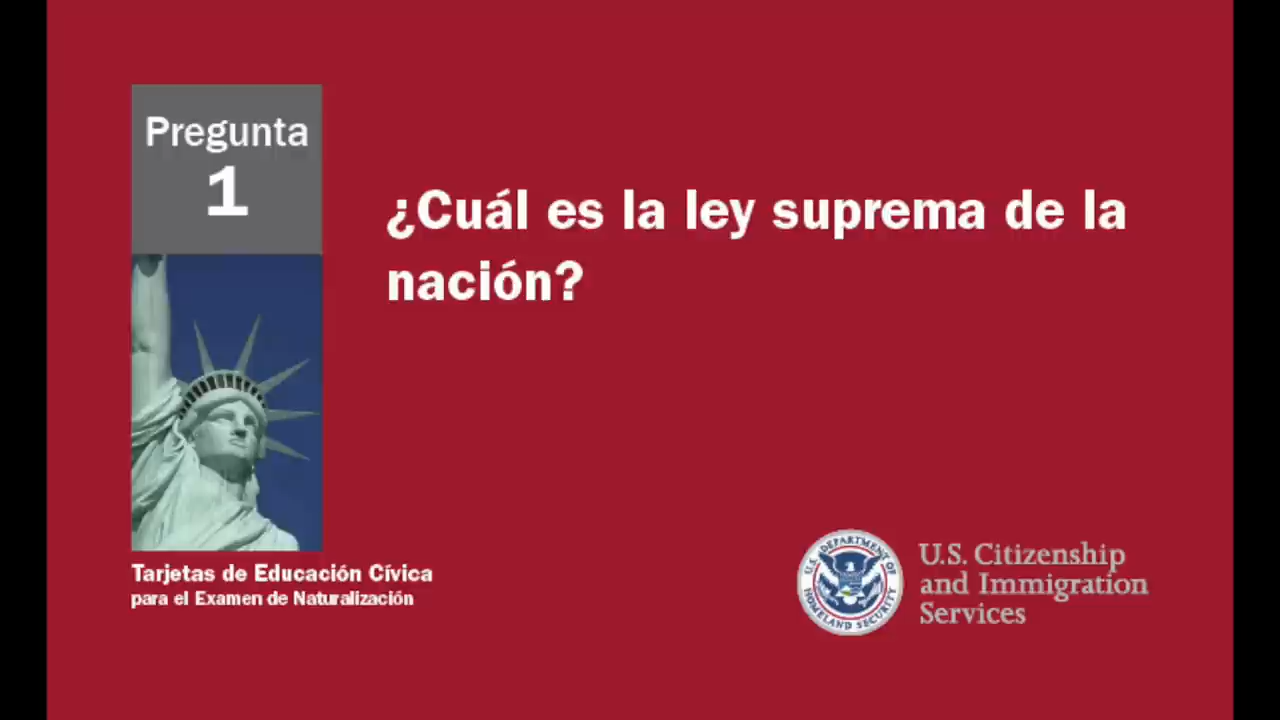 Pregunta
1
¿Cuál es la ley suprema de la
nación?
Tarjetas de Educación Cívica
para el Examen de Naturalización
U.S. DEPARTMENT OF
HOMELAND SECURITY
U.S. Citizenship
and Immigration
Services